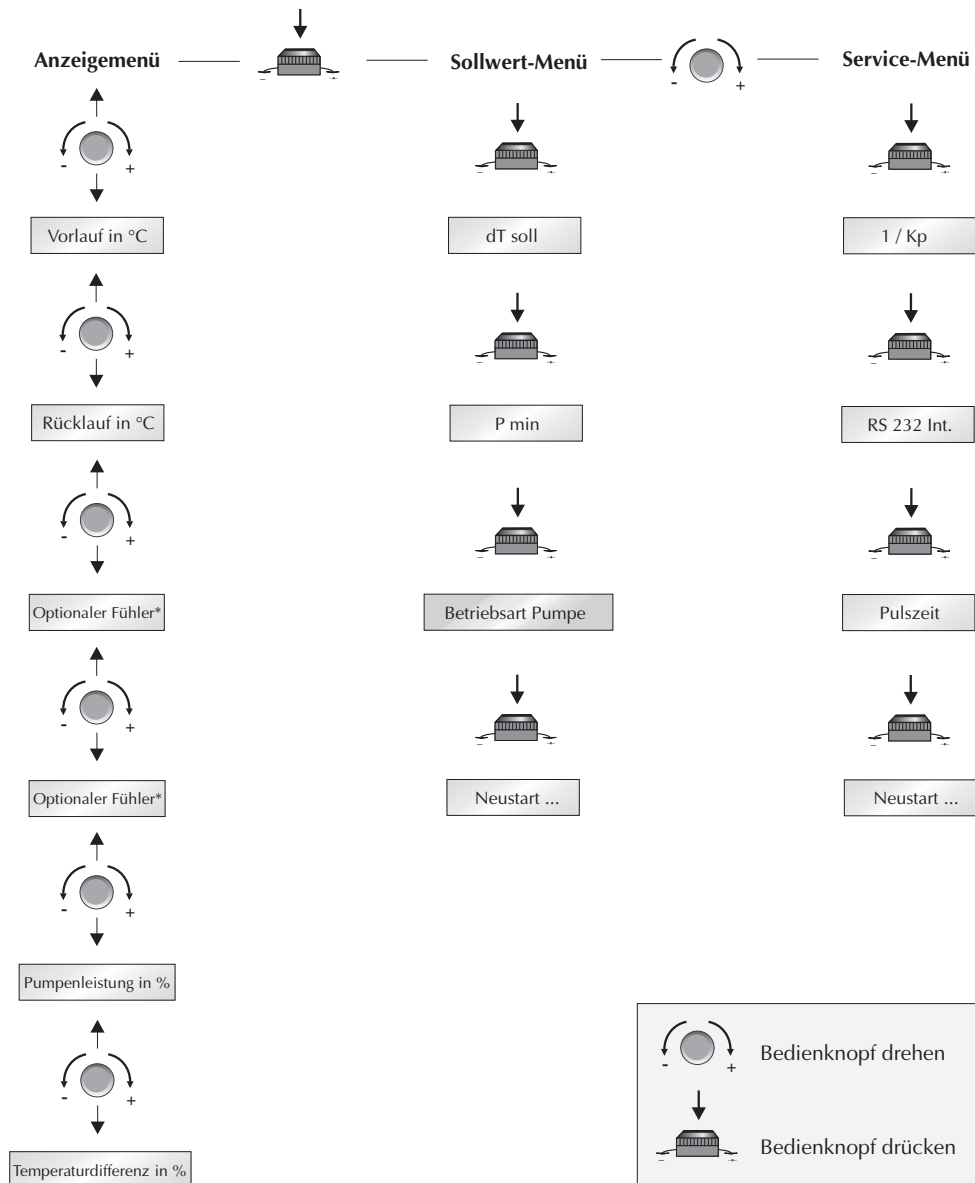 Anzeigemenü
Sollwert-Menü
Service-Menü
- +
- +
Vorlauf in °C
dT soll
1 / Kp
- +
Rücklauf in °C
P min
RS 232 Int.
- +
Optionaler Fühler*
Betriebsart Pumpe
Pulszeit
- +
Optionaler Fühler*
Neustart ...
Neustart ...
- +
Pumpenleistung in %
- +
Temperaturdifferenz in %
- +
Bedienknopf drehen
Bedienknopf drücken